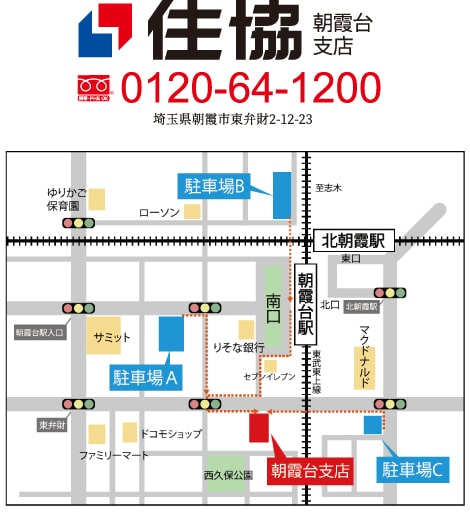 住協
朝霞台
支店
0120-64-1200
埼玉県朝霞市東弁財2-12-23
駐車場B
至志木
ゆりかご
保育園
ローソン
北朝霞駅
東口
朝霞台駅
南口
北口
北朝霞駅
朝霞台駅入口
サミット
りそな銀行
マクドナルド
東武東上線
駐車場A
セブンイレブン
東弁財
ドコモショップ
ファミリーマート
朝霞台支店
駐車場C
西久保公園